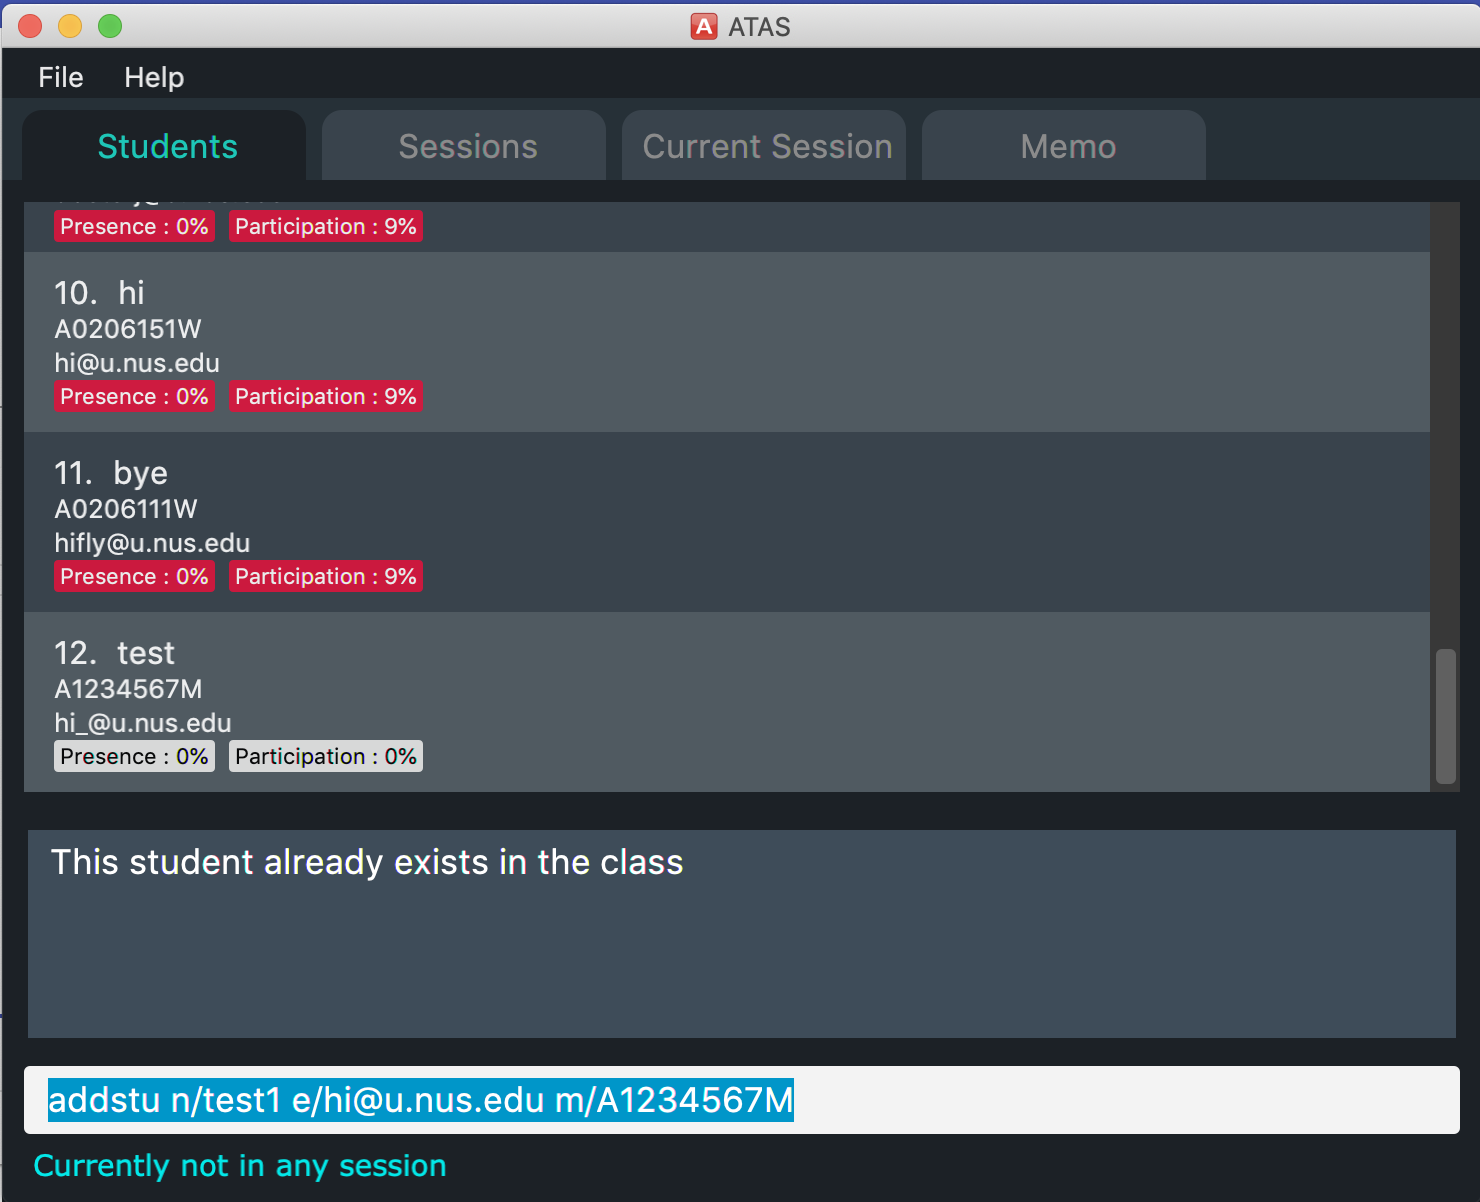 ATAS
File Help
Students Sessions Current Session Memo
Presence : 0% Participation : 9%
10. hi
A0206151W
hi@u.nus.edu
Presence : 0% Participation : 9%
11. bye
A0206111W
hifly@u.nus.edu
Presence : 0% Participation : 9%
12. test
A1234567M
hi_@u.nus.edu
Presence : 0% Participation : 0%
This student already exists in the class
addstu n/test1 e/hi@u.nus.edu m/A1234567M
Currently not in any session